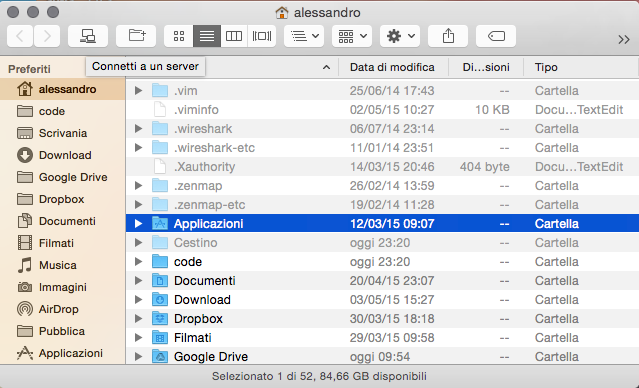 alessandro
Preferiti
Connetti a un server
Data di modifica Di...sioni Tipo
alessandro
code
Scrivania
Download
Google Drive
Dropbox
Documenti
Filmati
Musica
Immagini
AirDrop
Pubblica
Applicazioni
.vim 25/06/14 17:43 -- Cartella
.viminfo 02/05/15 10:27 10 KB Docu...TextEdit
.wireshark 06/07/14 23:14 -- Cartella
.wireshark-etc 11/01/14 23:51 -- Cartella
.Xauthority 14/03/15 20:46 404 byte Docu...TextEdit
.zenmap 26/02/14 13:59 -- Cartella
.zenmap-etc 19/02/14 11:28 -- Cartella
Applicazioni 12/03/15 09:07 -- Cartella
Cestino oggi 23:20 -- Cartella
code oggi 23:20 -- Cartella
Documenti 20/04/15 23:07 -- Cartella
Download 03/05/15 15:27 -- Cartella
Dropbox 30/03/15 18:18 -- Cartella
Filmati 29/03/15 09:58 -- Cartella
Google Drive oggi 09:54 -- Cartella
Selezionato 1 di 52, 84,66 GB disponibili